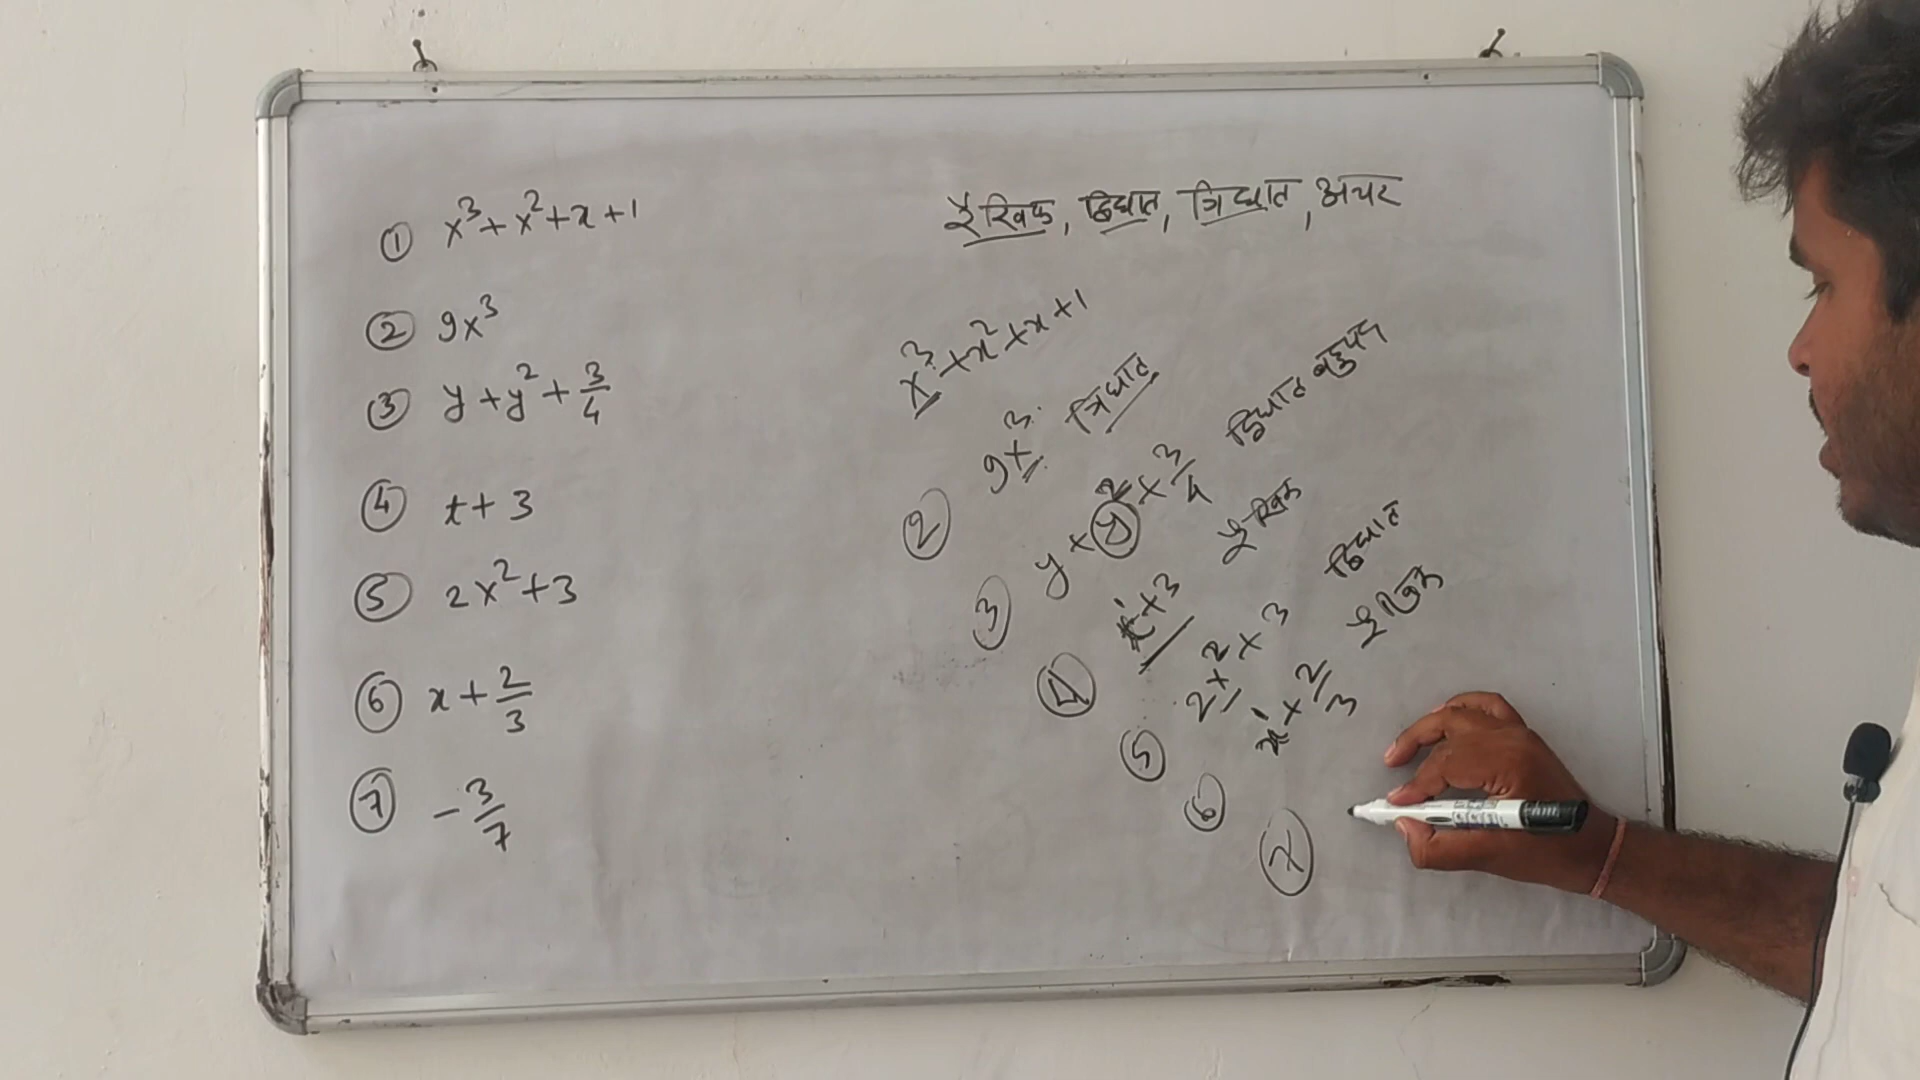 ① x³ + x² + x + 1
② 9x³
③ y + y² + 3/4
④ t + 3
⑤ 2x² + 3
⑥ x + 2/3
⑦ - 3/7
रैखिक, द्विघात, त्रिघात, अचर
x³ + x² + x + 1
② 9x³ त्रिघात
③ y + y² + 3/4 द्विघात बहुपद
④ t¹ + 3 रैखिक
⑤ 2x² + 3 द्विघात
⑥ x¹ + 2/3 रैखिक
⑦